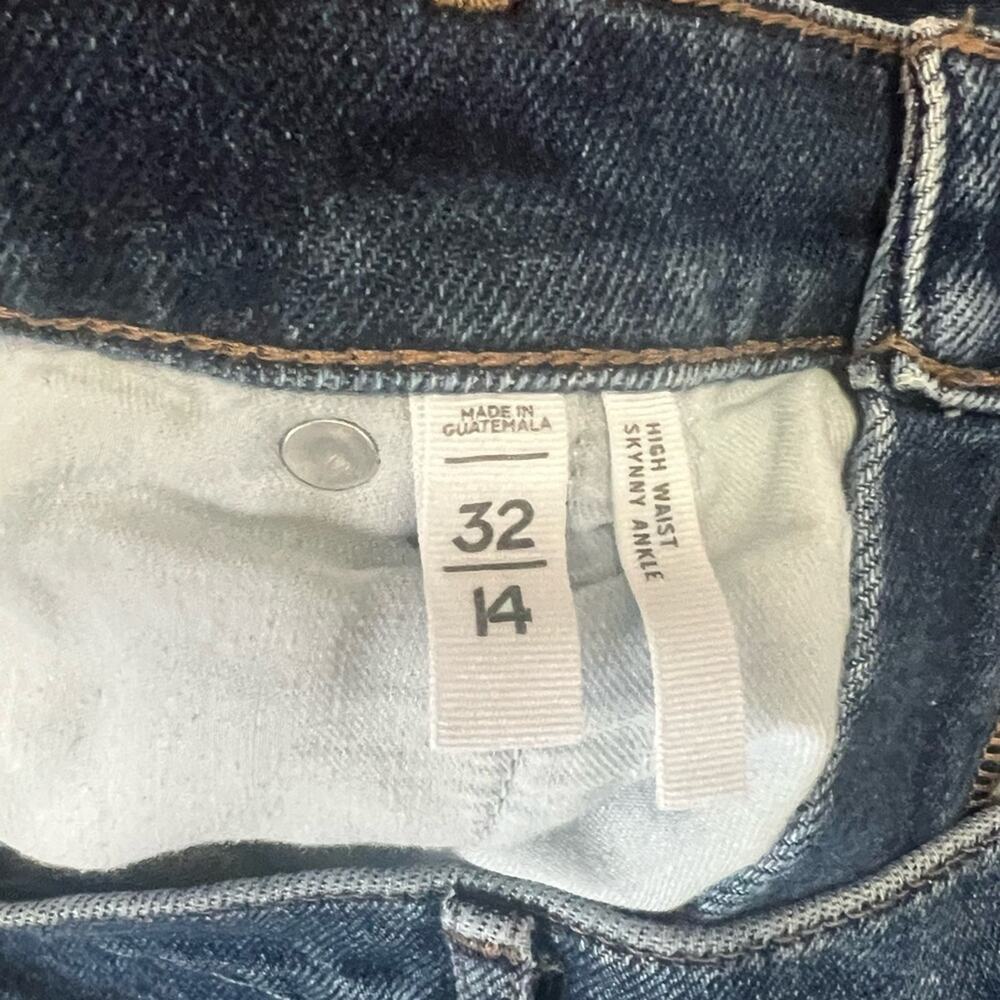 MADE IN
GUATEMALA
32
14
HIGH WAIST
SKYNNY ANKLE